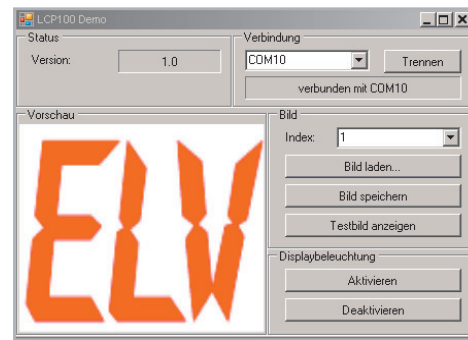 LCP100 Demo
Status
Version:
1.0
Verbindung
COM10
Trennen
verbunden mit COM10
Vorschau
ELV
Bild
Index:
1
Bild laden...
Bild speichern
Testbild anzeigen
Displaybeleuchtung
Aktivieren
Deaktivieren